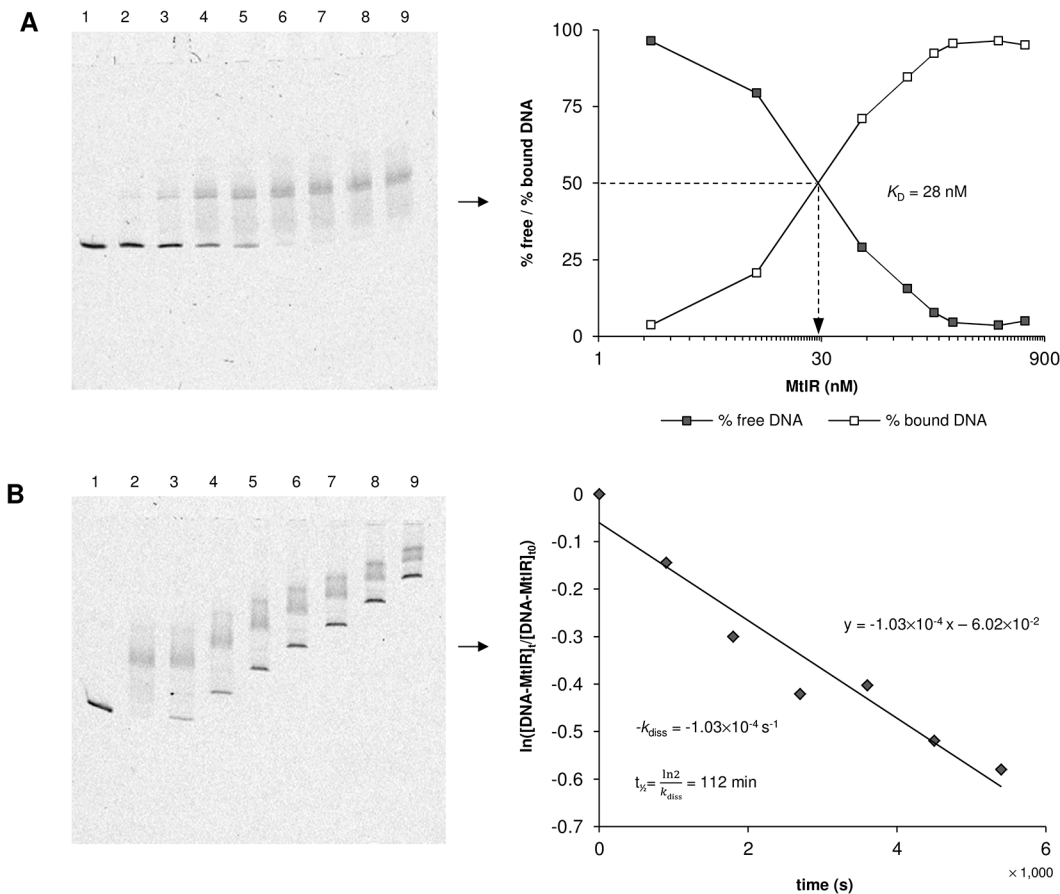 A
1 2 3 4 5 6 7 8 9
100
75
50
25
0
% free / % bound DNA
K_D = 28 nM
1 30 900
MtlR (nM)
% free DNA % bound DNA
B
1 2 3 4 5 6 7 8 9
0
-0.1
-0.2
-0.3
-0.4
-0.5
-0.6
-0.7
ln([DNA-MtlR]t/[DNA-MtlR]t0)
y = -1.03×10⁻⁴ x – 6.02×10⁻²
-k_diss = -1.03×10⁻⁴ s⁻¹
t½= ln2/k_diss = 112 min
0 2 4 6
× 1,000
time (s)